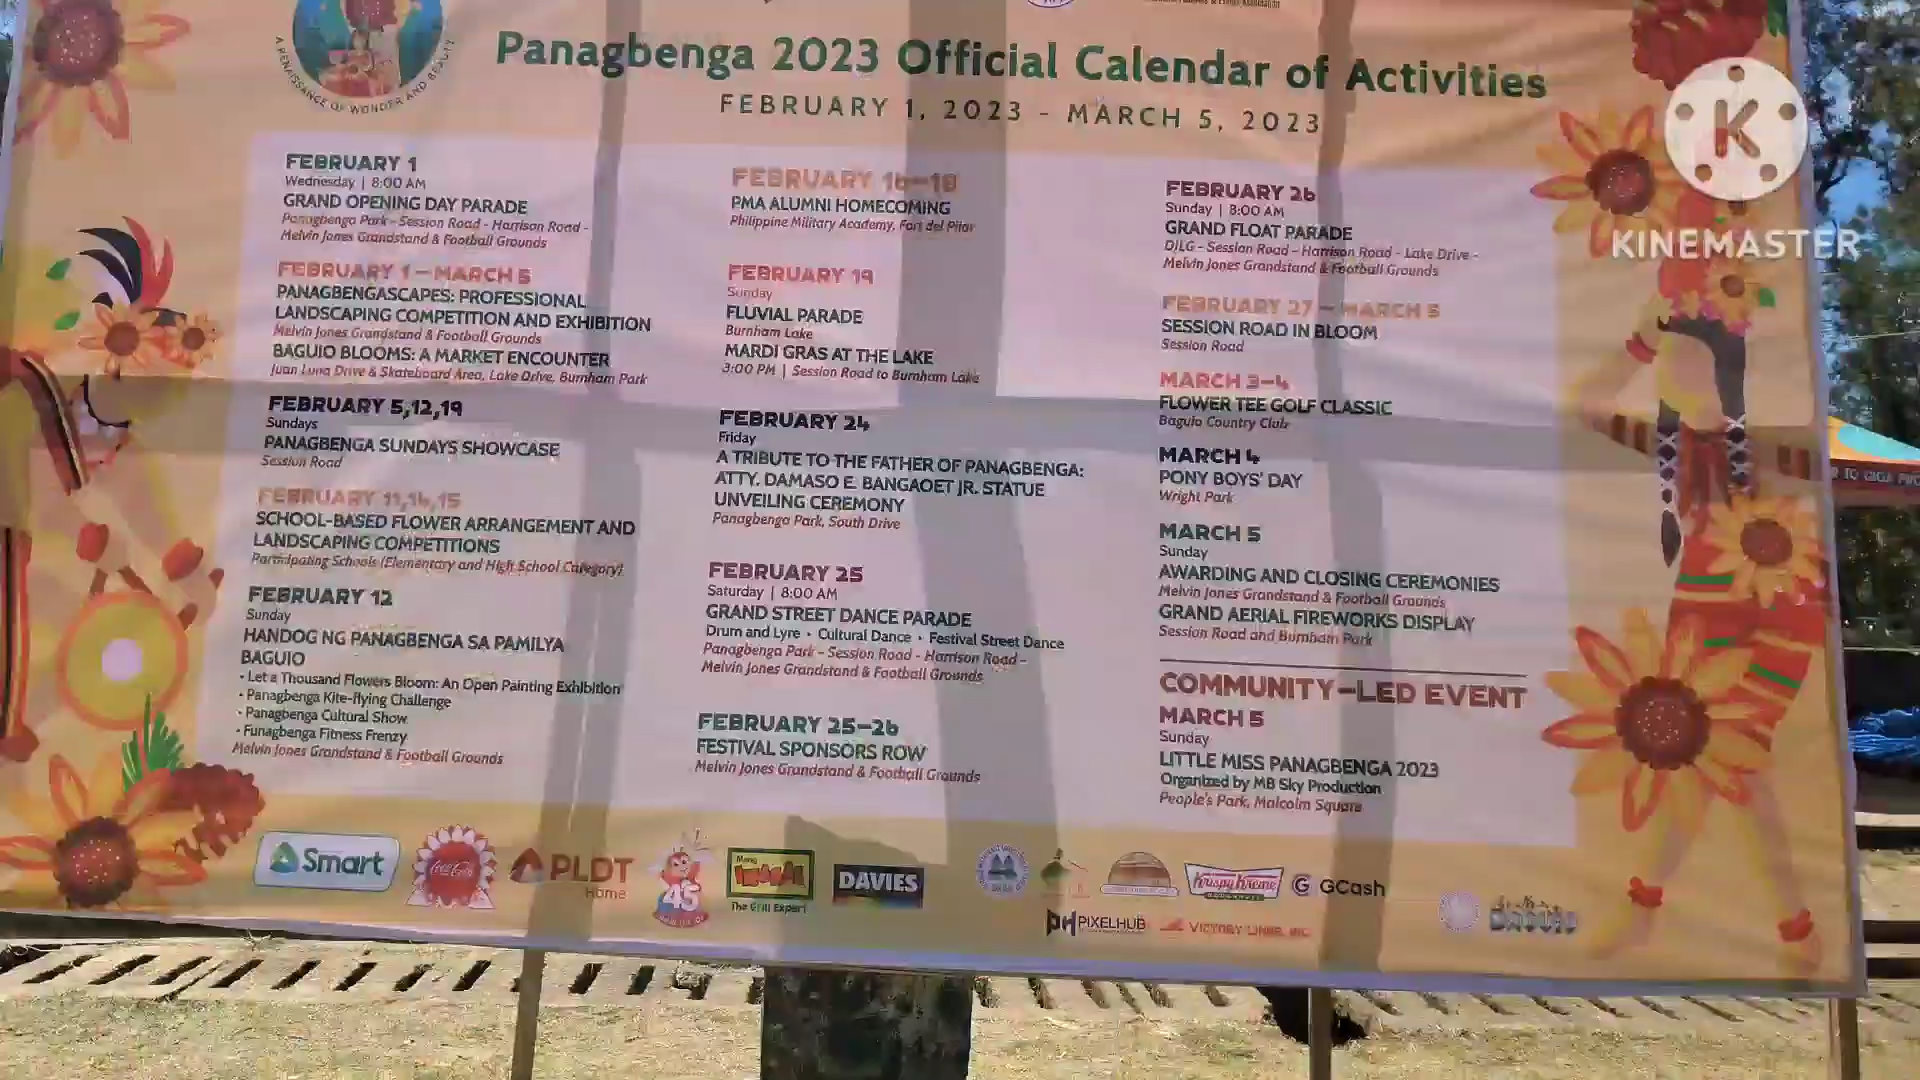 A RENAISSANCE OF WONDER AND BEAUTY
Panagbenga 2023 Official Calendar of Activities
FEBRUARY 1, 2023 - MARCH 5, 2023
FEBRUARY 1
Wednesday | 8:00 AM
GRAND OPENING DAY PARADE
Panagbenga Park - Session Road - Harrison Road -
Melvin Jones Grandstand & Football Grounds
FEBRUARY 1 - MARCH 5
PANAGBENGASCAPES: PROFESSIONAL
LANDSCAPING COMPETITION AND EXHIBITION
Melvin Jones Grandstand & Football Grounds
BAGUIO BLOOMS: A MARKET ENCOUNTER
Juan Luna Drive & Skateboard Area, Lake Drive, Burnham Park
FEBRUARY 5,12,19
Sundays
PANAGBENGA SUNDAYS SHOWCASE
Session Road
FEBRUARY 11,14,15
SCHOOL-BASED FLOWER ARRANGEMENT AND
LANDSCAPING COMPETITIONS
Participating Schools (Elementary and High School Category)
FEBRUARY 12
Sunday
HANDOG NG PANAGBENGA SA PAMILYA
BAGUIO
• Let a Thousand Flowers Bloom: An Open Painting Exhibition
• Panagbenga Kite-flying Challenge
• Panagbenga Cultural Show
• Funagbenga Fitness Frenzy
Melvin Jones Grandstand & Football Grounds
FEBRUARY 16-18
PMA ALUMNI HOMECOMING
Philippine Military Academy, Fort del Pilar
FEBRUARY 19
Sunday
FLUVIAL PARADE
Burnham Lake
MARDI GRAS AT THE LAKE
3:00 PM | Session Road to Burnham Lake
FEBRUARY 24
Friday
A TRIBUTE TO THE FATHER OF PANAGBENGA:
ATTY. DAMASO E. BANGAOET JR. STATUE
UNVEILING CEREMONY
Panagbenga Park, South Drive
FEBRUARY 25
Saturday | 8:00 AM
GRAND STREET DANCE PARADE
Drum and Lyre • Cultural Dance • Festival Street Dance
Panagbenga Park - Session Road - Harrison Road -
Melvin Jones Grandstand & Football Grounds
FEBRUARY 25-26
FESTIVAL SPONSORS ROW
Melvin Jones Grandstand & Football Grounds
FEBRUARY 26
Sunday | 8:00 AM
GRAND FLOAT PARADE
DILG - Session Road - Harrison Road - Lake Drive -
Melvin Jones Grandstand & Football Grounds
FEBRUARY 27 - MARCH 5
SESSION ROAD IN BLOOM
Session Road
MARCH 3-4
FLOWER TEE GOLF CLASSIC
Baguio Country Club
MARCH 4
PONY BOYS' DAY
Wright Park
MARCH 5
Sunday
AWARDING AND CLOSING CEREMONIES
Melvin Jones Grandstand & Football Grounds
GRAND AERIAL FIREWORKS DISPLAY
Session Road and Burnham Park
COMMUNITY-LED EVENT
MARCH 5
Sunday
LITTLE MISS PANAGBENGA 2023
Organized by MB Sky Production
People's Park, Malcolm Square
K
KINEMASTER
Smart
Coca-Cola
PLDT
Home
45
Mang
INASAL
The Grill Expert
DAVIES
Krispy Kreme
GCash
PH PIXELHUB
VICTORY LINER, INC.
BAGUIO